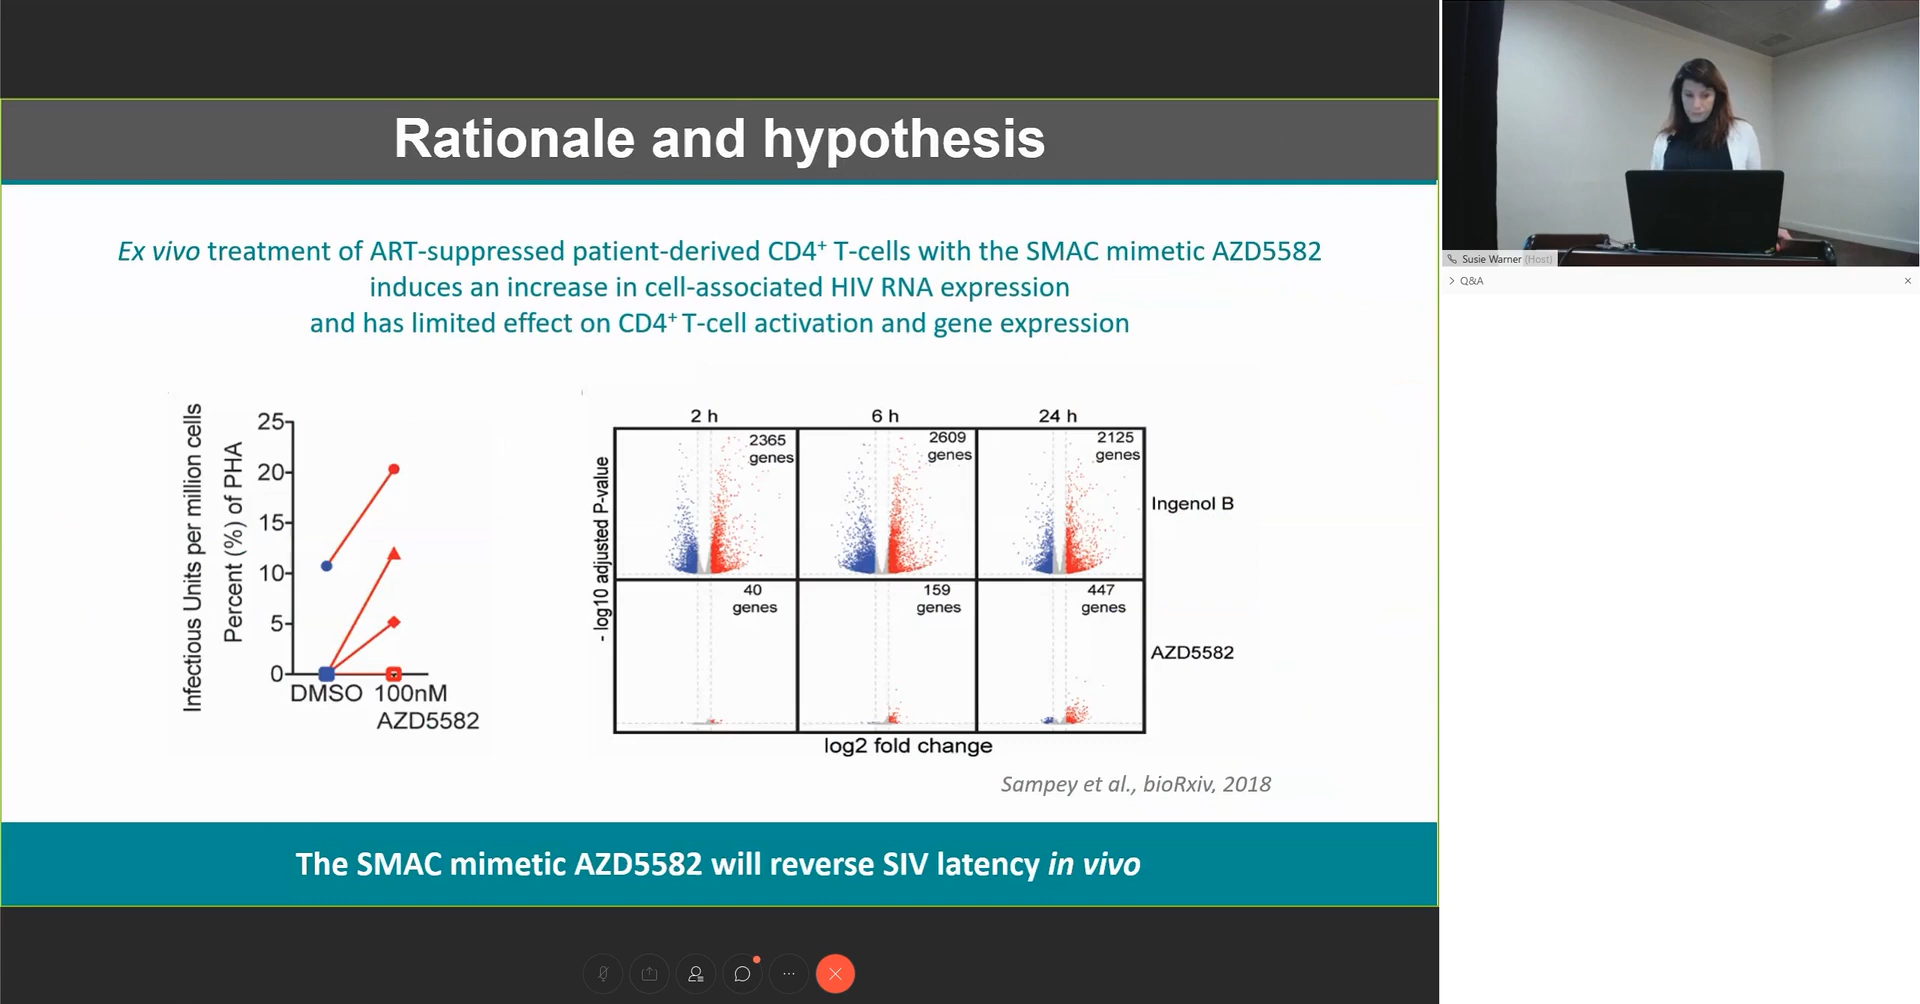 Rationale and hypothesis
Ex vivo treatment of ART-suppressed patient-derived CD4+ T-cells with the SMAC mimetic AZD5582
induces an increase in cell-associated HIV RNA expression
and has limited effect on CD4+ T-cell activation and gene expression
Infectious Units per million cells
Percent (%) of PHA
25
20
15
10
5
0
DMSO 100nM
AZD5582
2 h 6 h 24 h
- log10 adjusted P-value
2365 genes
2609 genes
2125 genes
Ingenol B
40 genes
159 genes
447 genes
AZD5582
log2 fold change
Sampey et al., bioRxiv, 2018
The SMAC mimetic AZD5582 will reverse SIV latency in vivo
Susie Warner (Host)
Q&A